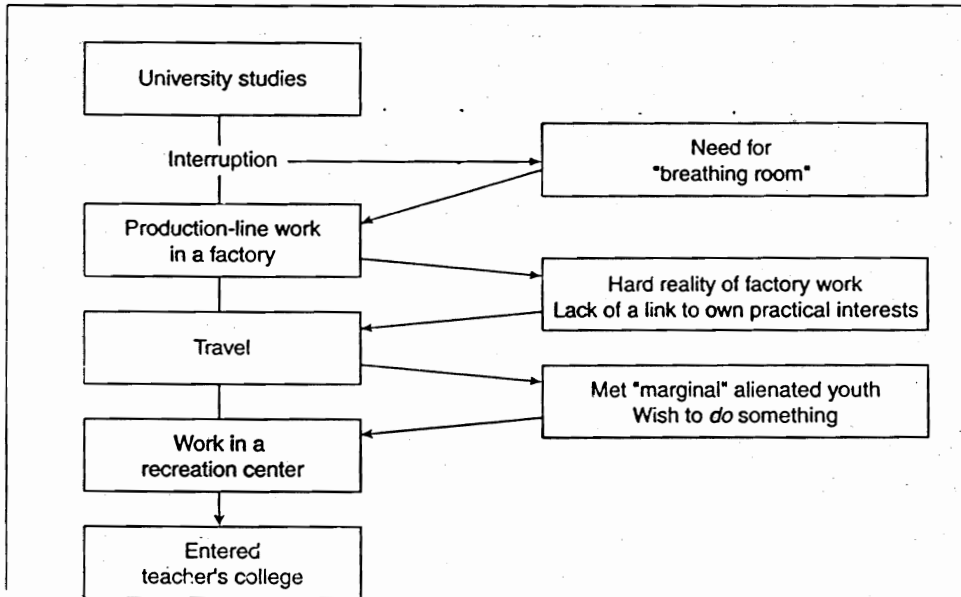 University studies
Interruption
Need for
"breathing room"
Production-line work
in a factory
Hard reality of factory work
Lack of a link to own practical interests
Travel
Met "marginal" alienated youth
Wish to do something
Work in a
recreation center
Entered
teacher's college